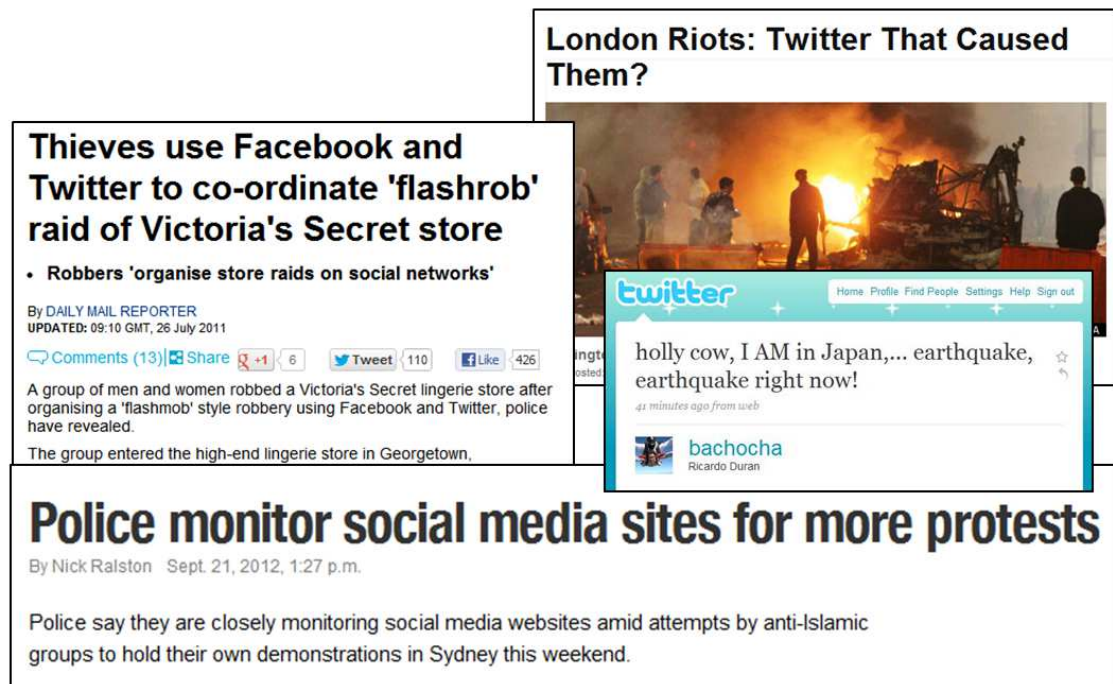 London Riots: Twitter That Caused
Them?
Thieves use Facebook and
Twitter to co-ordinate 'flashrob'
raid of Victoria's Secret store
• Robbers 'organise store raids on social networks'
By DAILY MAIL REPORTER
UPDATED: 09:10 GMT, 26 July 2011
Comments (13) Share +1 6 Tweet 110 Like 426
A group of men and women robbed a Victoria's Secret lingerie store after
organising a 'flashmob' style robbery using Facebook and Twitter, police
have revealed.
The group entered the high-end lingerie store in Georgetown,
twitter
Home Profile Find People Settings Help Sign out
holly cow, I AM in Japan,... earthquake,
earthquake right now!
41 minutes ago from web
bachocha
Ricardo Duran
Police monitor social media sites for more protests
By Nick Ralston Sept. 21, 2012, 1:27 p.m.
Police say they are closely monitoring social media websites amid attempts by anti-Islamic
groups to hold their own demonstrations in Sydney this weekend.